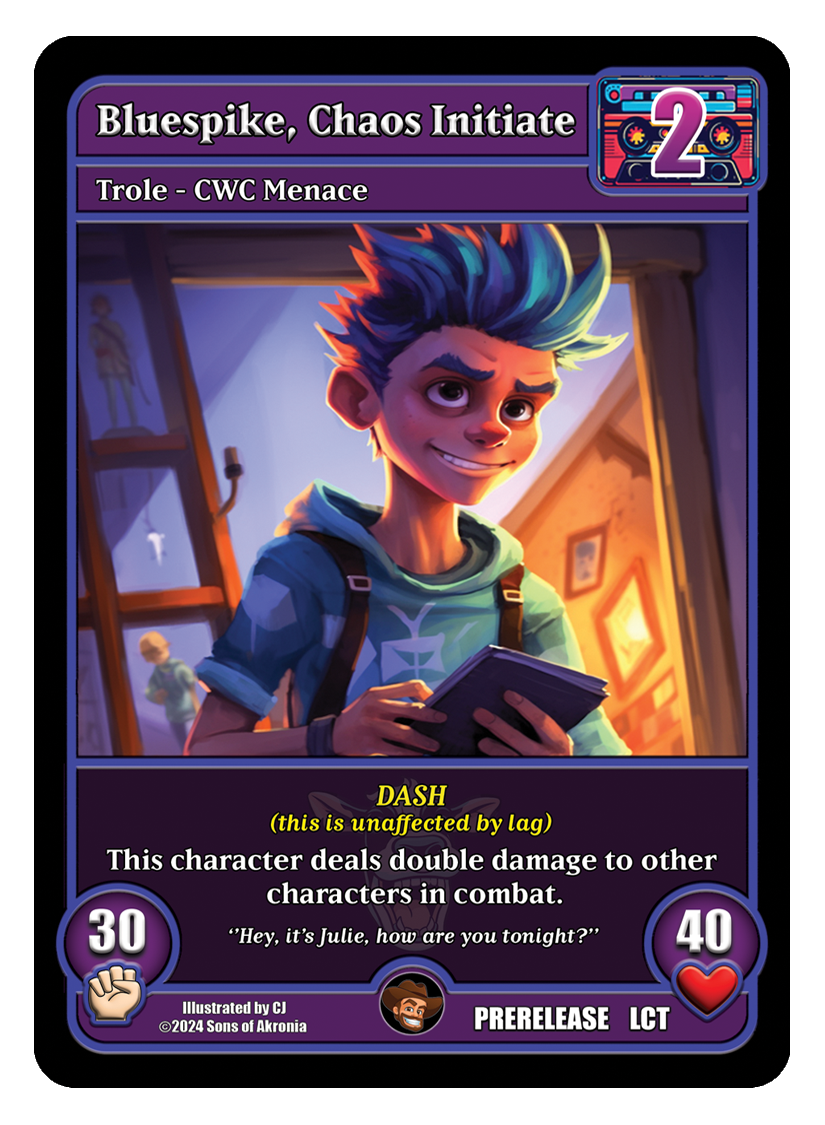 Bluespike, Chaos Initiate
2
Trole - CWC Menace
DASH
(this is unaffected by lag)
This character deals double damage to other
characters in combat.
‘‘Hey, it’s Julie, how are you tonight?’’
30
40
Illustrated by CJ
©2024 Sons of Akronia
PRERELEASE LCT